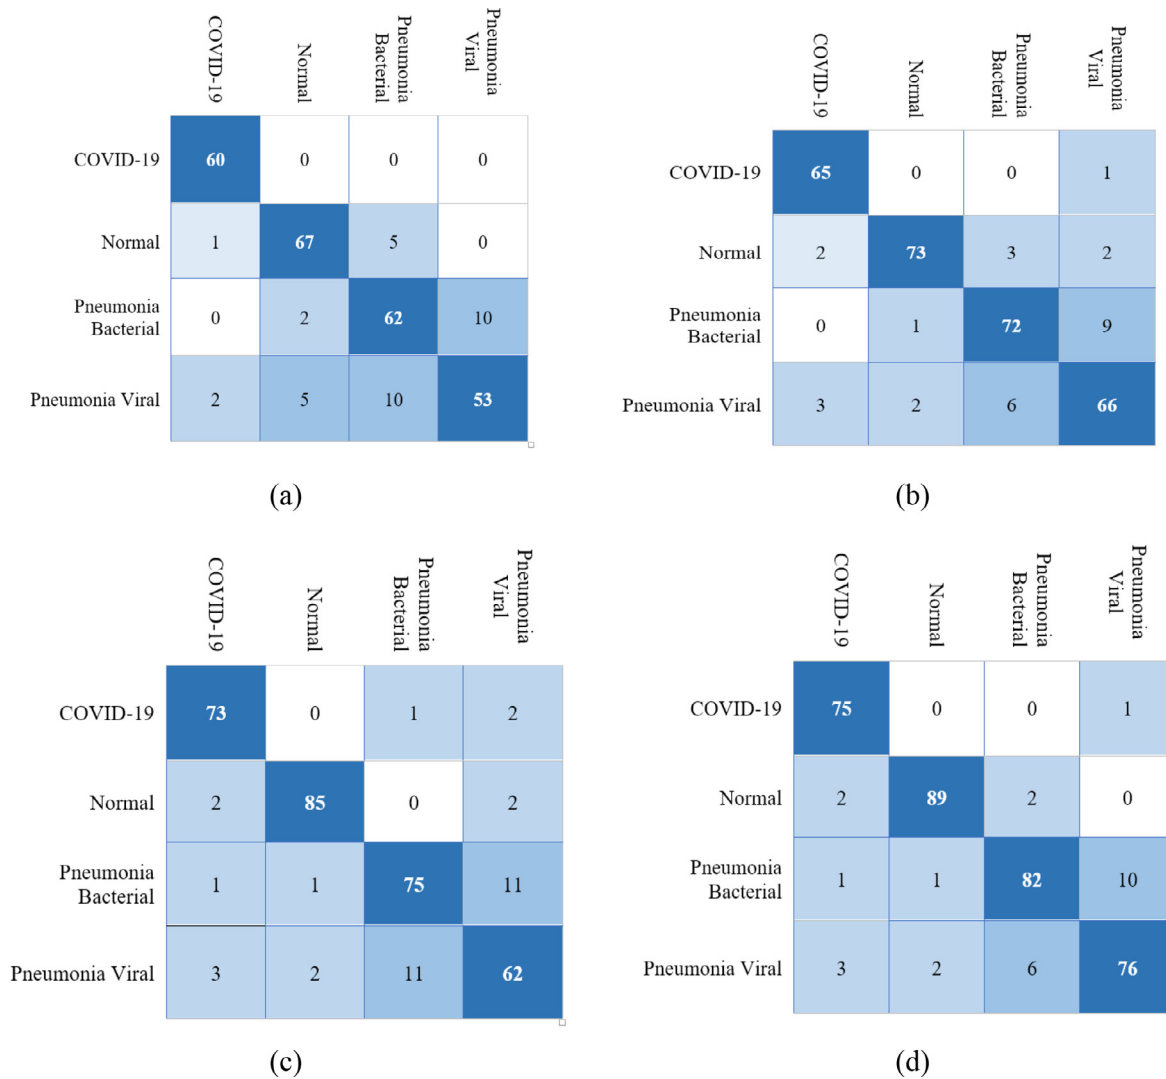 COVID-19
Normal
Pneumonia
Bacterial
Pneumonia
Viral
COVID-19 60 0 0 0
Normal 1 67 5 0
Pneumonia
Bacterial 0 2 62 10
Pneumonia Viral 2 5 10 53
(a)
COVID-19
Normal
Pneumonia
Bacterial
Pneumonia
Viral
COVID-19 65 0 0 1
Normal 2 73 3 2
Pneumonia
Bacterial 0 1 72 9
Pneumonia Viral 3 2 6 66
(b)
COVID-19
Normal
Pneumonia
Bacterial
Pneumonia
Viral
COVID-19 73 0 1 2
Normal 2 85 0 2
Pneumonia
Bacterial 1 1 75 11
Pneumonia Viral 3 2 11 62
(c)
COVID-19
Normal
Pneumonia
Bacterial
Pneumonia
Viral
COVID-19 75 0 0 1
Normal 2 89 2 0
Pneumonia
Bacterial 1 1 82 10
Pneumonia Viral 3 2 6 76
(d)